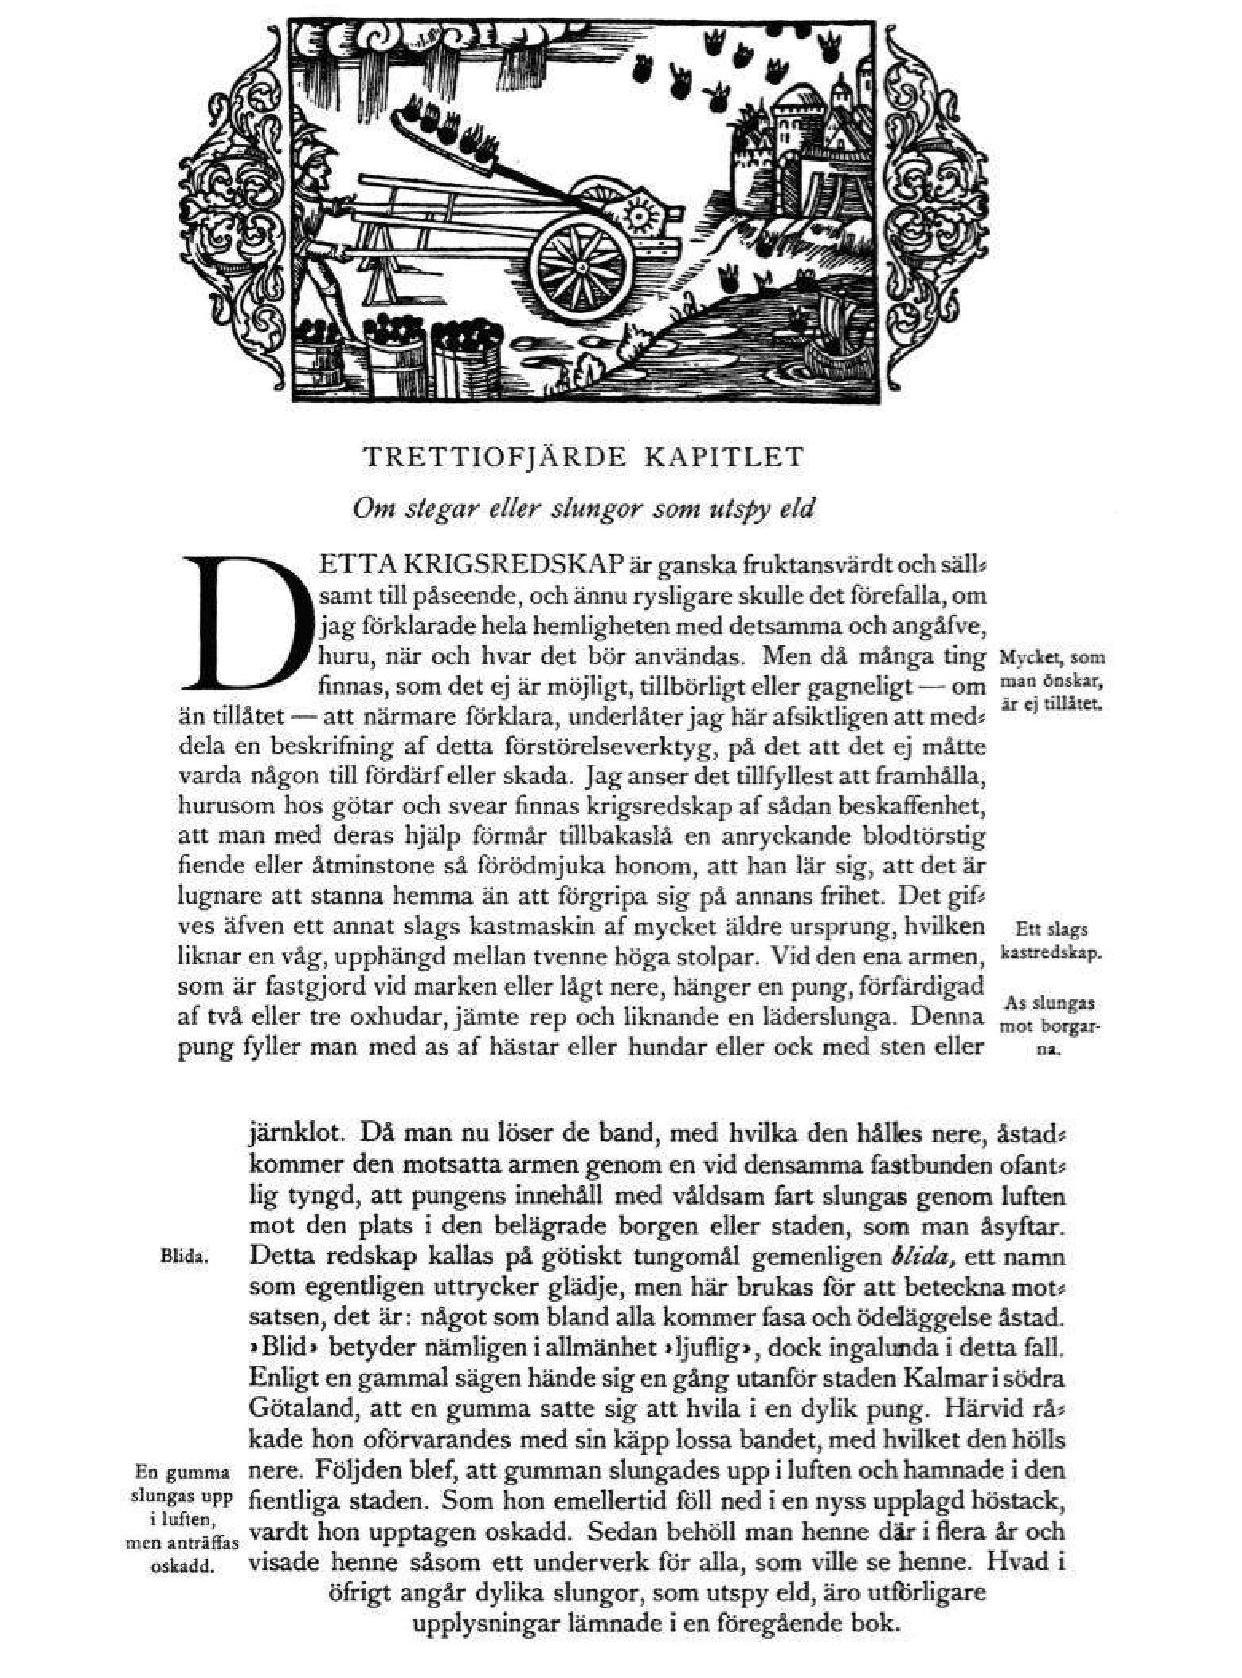 TRETTIOFJÄRDE KAPITLET
Om stegar eller slungor som utspy eld
DETTA KRIGSREDSKAP är ganska fruktansvärdt och säll⸗
samt till påseende, och ännu rysligare skulle det förefalla, om
jag förklarade hela hemligheten med detsamma och angåfve,
huru, när och hvar det bör användas. Men då många ting
finnas, som det ej är möjligt, tillbörligt eller gagneligt — om
än tillåtet — att närmare förklara, underlåter jag här afsiktligen att med⸗
dela en beskrifning af detta förstörelseverktyg, på det att det ej måtte
varda någon till fördärf eller skada. Jag anser det tillfyllest att framhålla,
hurusom hos götar och svear finnas krigsredskap af sådan beskaffenhet,
att man med deras hjälp förmår tillbakaslå en anryckande blodtörstig
fiende eller åtminstone så förödmjuka honom, att han lär sig, att det är
lugnare att stanna hemma än att förgripa sig på annans frihet. Det gif⸗
ves äfven ett annat slags kastmaskin af mycket äldre ursprung, hvilken
liknar en våg, upphängd mellan tvenne höga stolpar. Vid den ena armen,
som är fastgjord vid marken eller lågt nere, hänger en pung, förfärdigad
af två eller tre oxhudar, jämte rep och liknande en läderslunga. Denna
pung fyller man med as af hästar eller hundar eller ock med sten eller
Mycket, som
man önskar,
är ej tillåtet.
Ett slags
kastredskap.
As slungas
mot borgar-
na.
järnklot. Då man nu löser de band, med hvilka den hålles nere, åstad⸗
kommer den motsatta armen genom en vid densamma fastbunden ofant⸗
lig tyngd, att pungens innehåll med våldsam fart slungas genom luften
mot den plats i den belägrade borgen eller staden, som man åsyftar.
Detta redskap kallas på götiskt tungomål gemenligen blida, ett namn
som egentligen uttrycker glädje, men här brukas för att beteckna mot⸗
satsen, det är: något som bland alla kommer fasa och ödeläggelse åstad.
›Blid› betyder nämligen i allmänhet ›ljuflig›, dock ingalunda i detta fall.
Enligt en gammal sägen hände sig en gång utanför staden Kalmar i södra
Götaland, att en gumma satte sig att hvila i en dylik pung. Härvid rå⸗
kade hon oförvarandes med sin käpp lossa bandet, med hvilket den hölls
nere. Följden blef, att gumman slungades upp i luften och hamnade i den
fientliga staden. Som hon emellertid föll ned i en nyss upplagd höstack,
vardt hon upptagen oskadd. Sedan behöll man henne där i flera år och
visade henne såsom ett underverk för alla, som ville se henne. Hvad i
öfrigt angår dylika slungor, som utspy eld, äro utförligare
upplysningar lämnade i en föregående bok.
Blida.
En gumma
slungas upp
i luften,
men anträffas
oskadd.